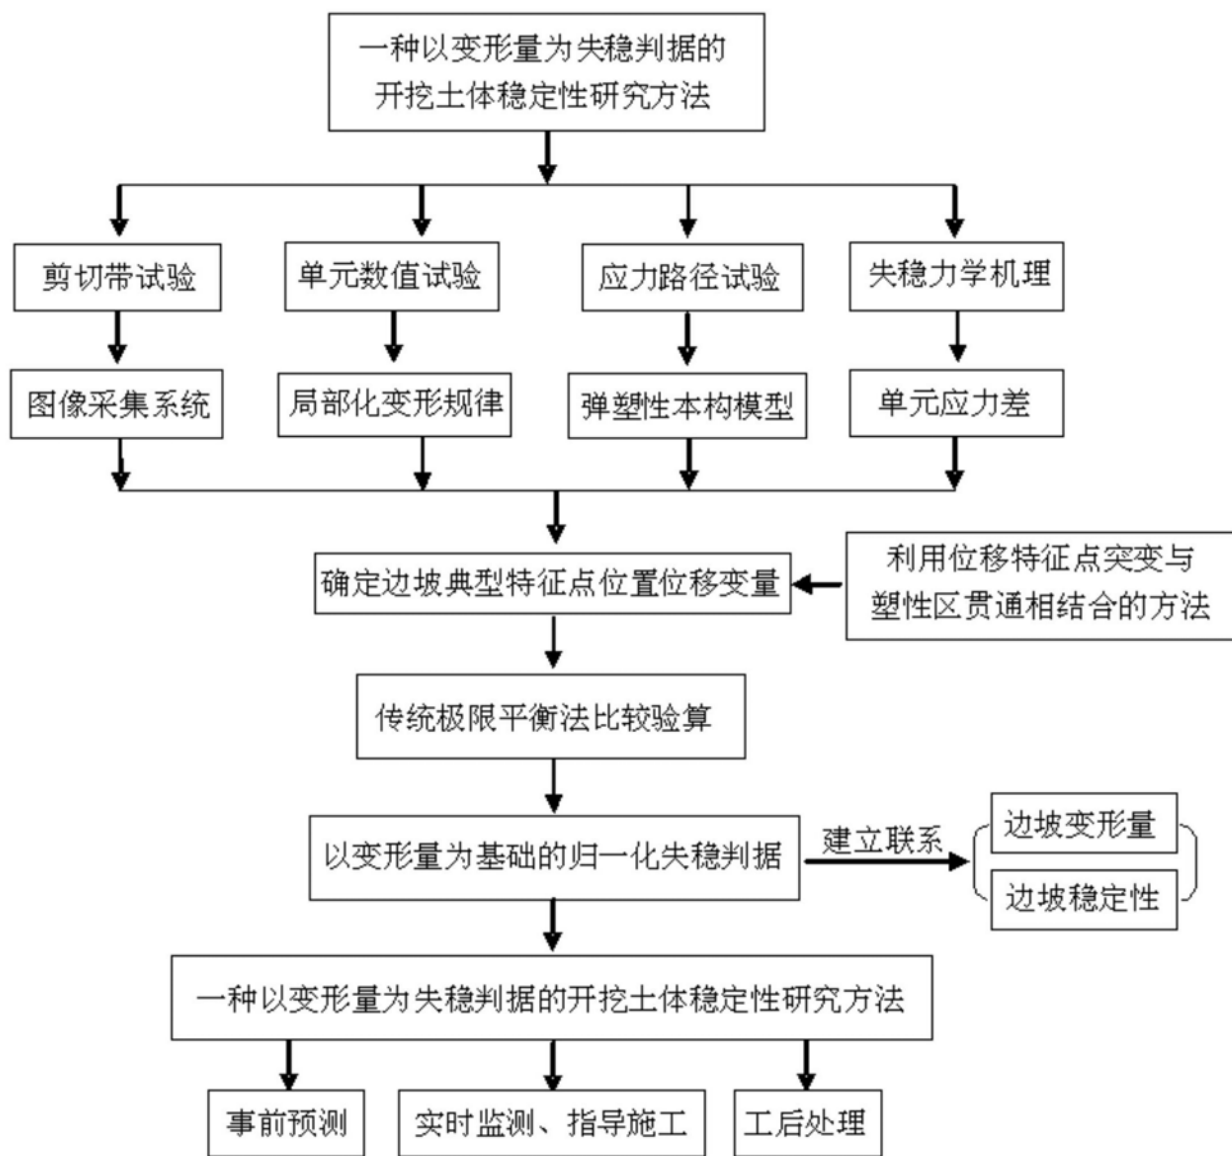 一种以变形量为失稳判据的
开挖土体稳定性研究方法
剪切带试验
单元数值试验
应力路径试验
失稳力学机理
图像采集系统
局部化变形规律
弹塑性本构模型
单元应力差
确定边坡典型特征点位置位移变量
利用位移特征点突变与
塑性区贯通相结合的方法
传统极限平衡法比较验算
以变形量为基础的归一化失稳判据
建立联系
边坡变形量
边坡稳定性
一种以变形量为失稳判据的开挖土体稳定性研究方法
事前预测
实时监测、指导施工
工后处理